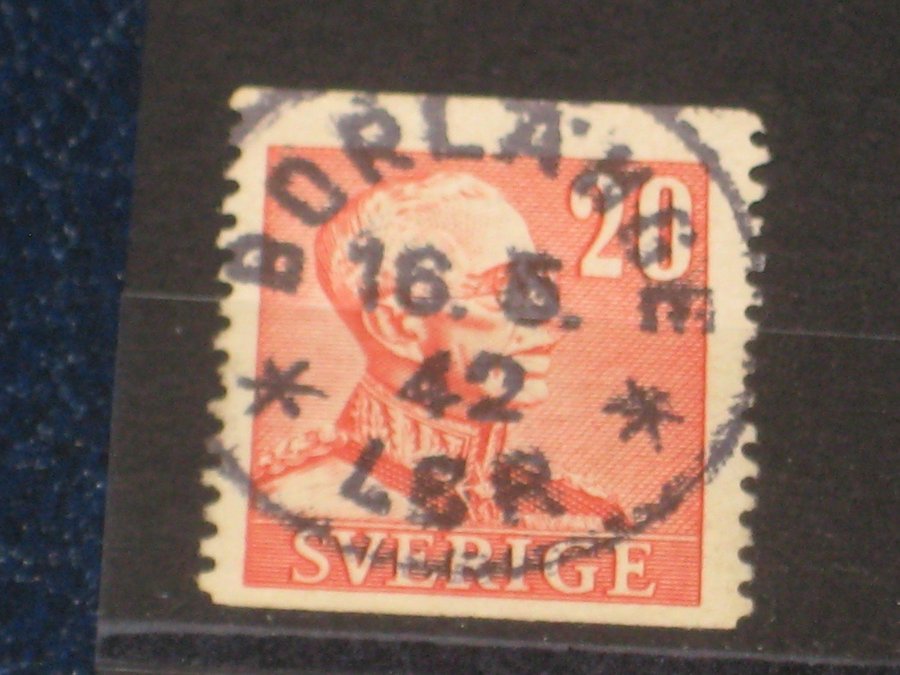 BORLÄNGE
20
16. 5.
42
LBR
SVERIGE